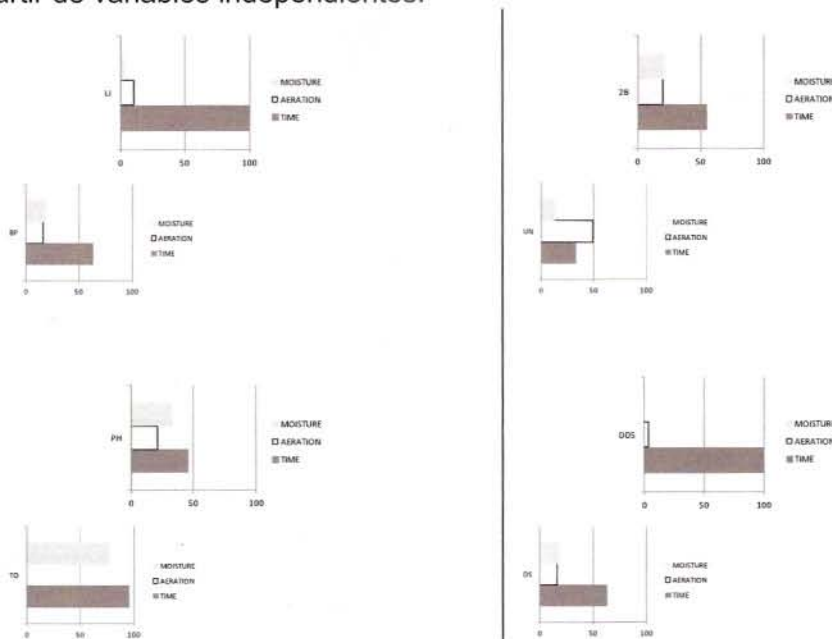 partir de variables independientes.
LI
MOISTURE
AERATION
TIME
0 50 100
2B
MOISTURE
AERATION
TIME
0 50 100
BP
MOISTURE
AERATION
TIME
0 50 100
UN
MOISTURE
AERATION
TIME
0 50 100
PH
MOISTURE
AERATION
TIME
0 50 100
DDS
MOISTURE
AERATION
TIME
0 50 100
TD
MOISTURE
AERATION
TIME
0 50 100
DS
MOISTURE
AERATION
TIME
0 50 100